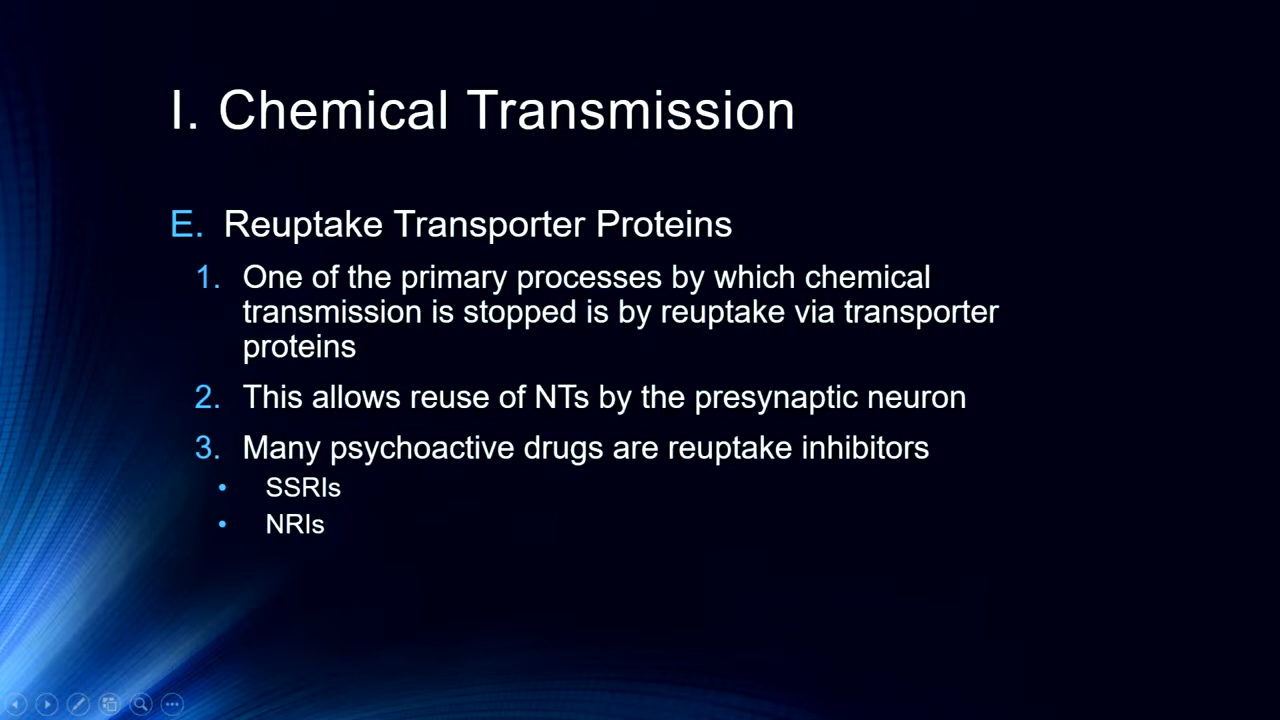 I. Chemical Transmission
E. Reuptake Transporter Proteins
1. One of the primary processes by which chemical
transmission is stopped is by reuptake via transporter
proteins
2. This allows reuse of NTs by the presynaptic neuron
3. Many psychoactive drugs are reuptake inhibitors
• SSRIs
• NRIs